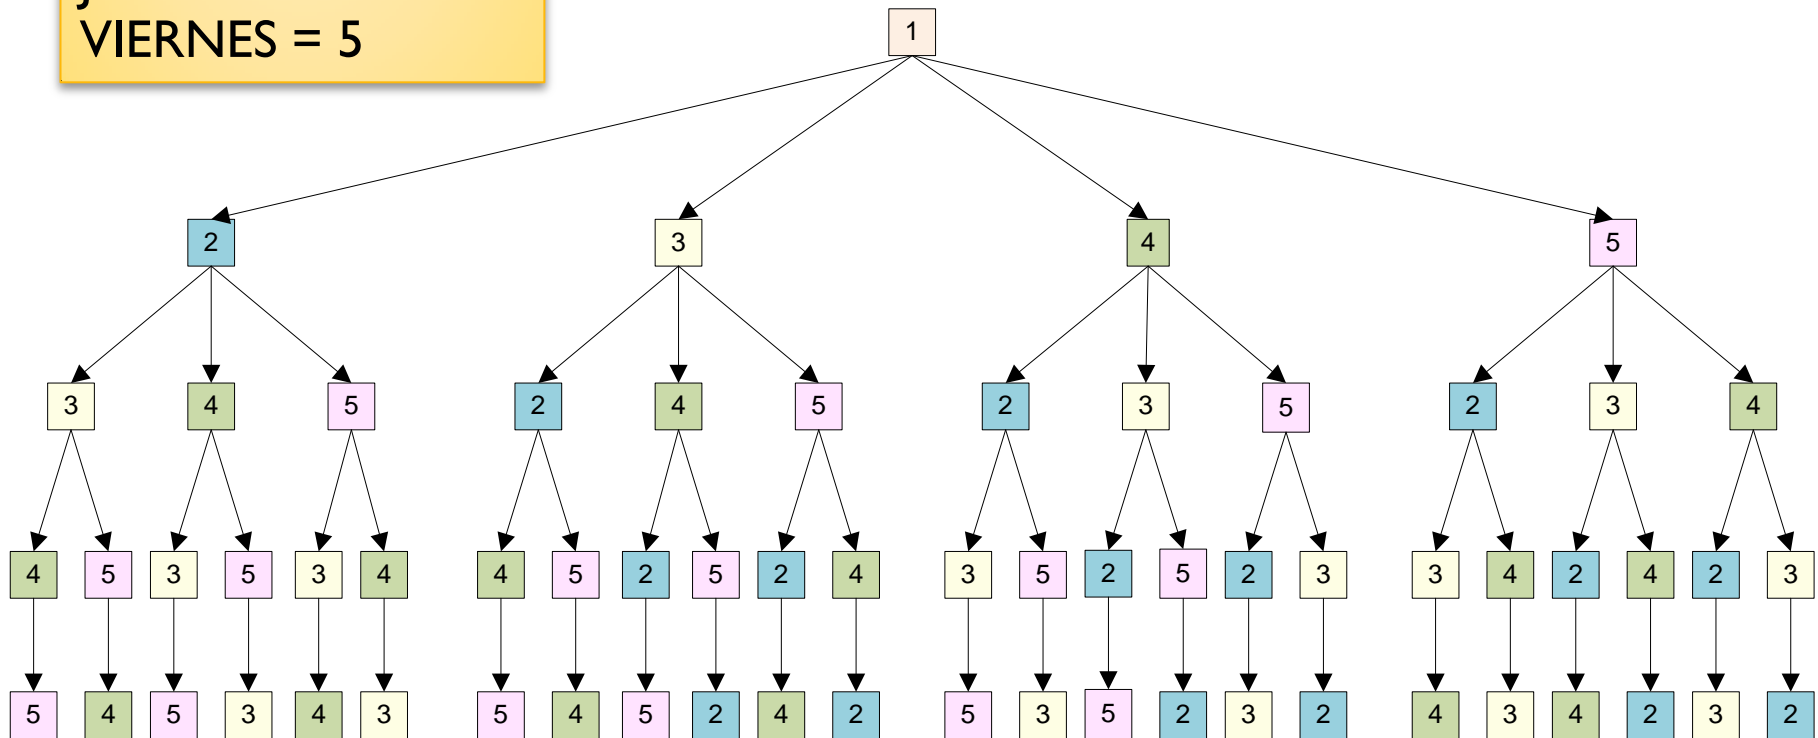 VIERNES = 5
1
2 3 4 5
3 4 5 2 4 5 2 3 5 2 3 4
4 5 3 5 3 4 4 5 2 5 2 4 3 5 2 5 2 3 3 4 2 4 2 3
5 4 5 3 4 3 5 4 5 2 4 2 5 3 5 2 3 2 4 3 4 2 3 2